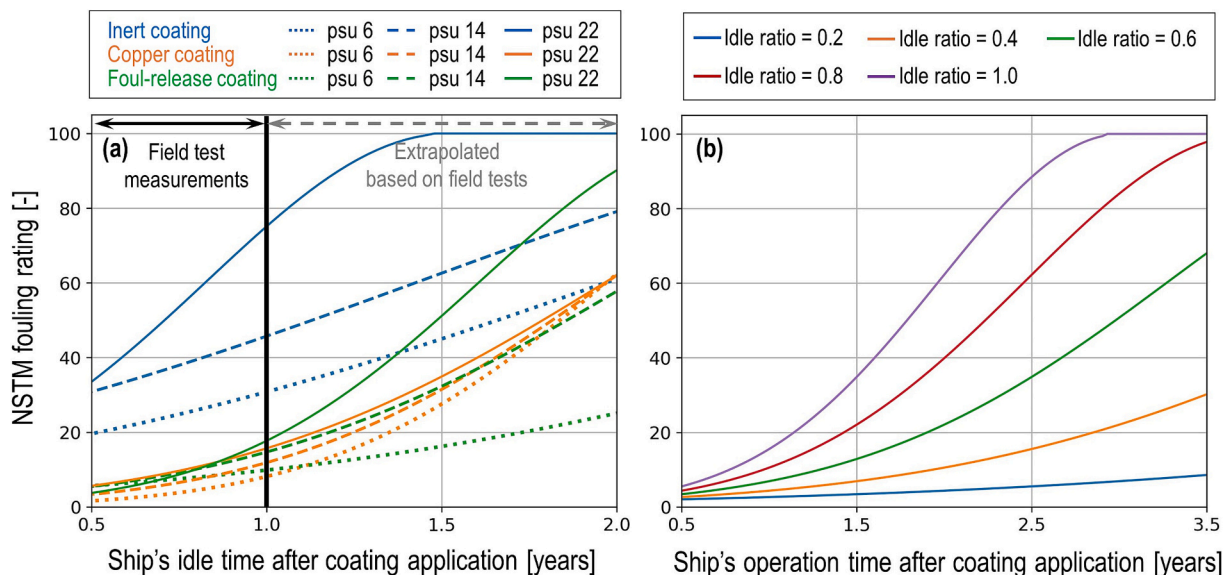 Inert coating psu 6 psu 14 psu 22
Copper coating psu 6 psu 14 psu 22
Foul-release coating psu 6 psu 14 psu 22
Idle ratio = 0.2 Idle ratio = 0.4 Idle ratio = 0.6
Idle ratio = 0.8 Idle ratio = 1.0
NSTM fouling rating [-]
100
80
60
40
20
0
(a)
Field test
measurements
Extrapolated
based on field tests
0.5 1.0 1.5 2.0
Ship's idle time after coating application [years]
100
80
60
40
20
0
(b)
0.5 1.5 2.5 3.5
Ship's operation time after coating application [years]